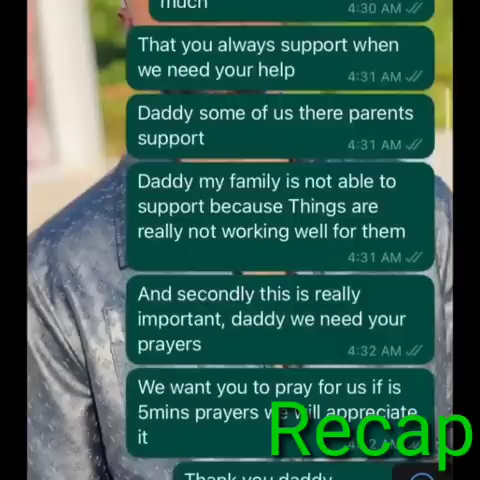 much
4:30 AM
That you always support when
we need your help
4:31 AM
Daddy some of us there parents
support
4:31 AM
Daddy my family is not able to
support because Things are
really not working well for them
4:31 AM
And secondly this is really
important, daddy we need your
prayers
4:32 AM
We want you to pray for us if is
5mins prayers we will appreciate
it
Recap
Thank you daddy